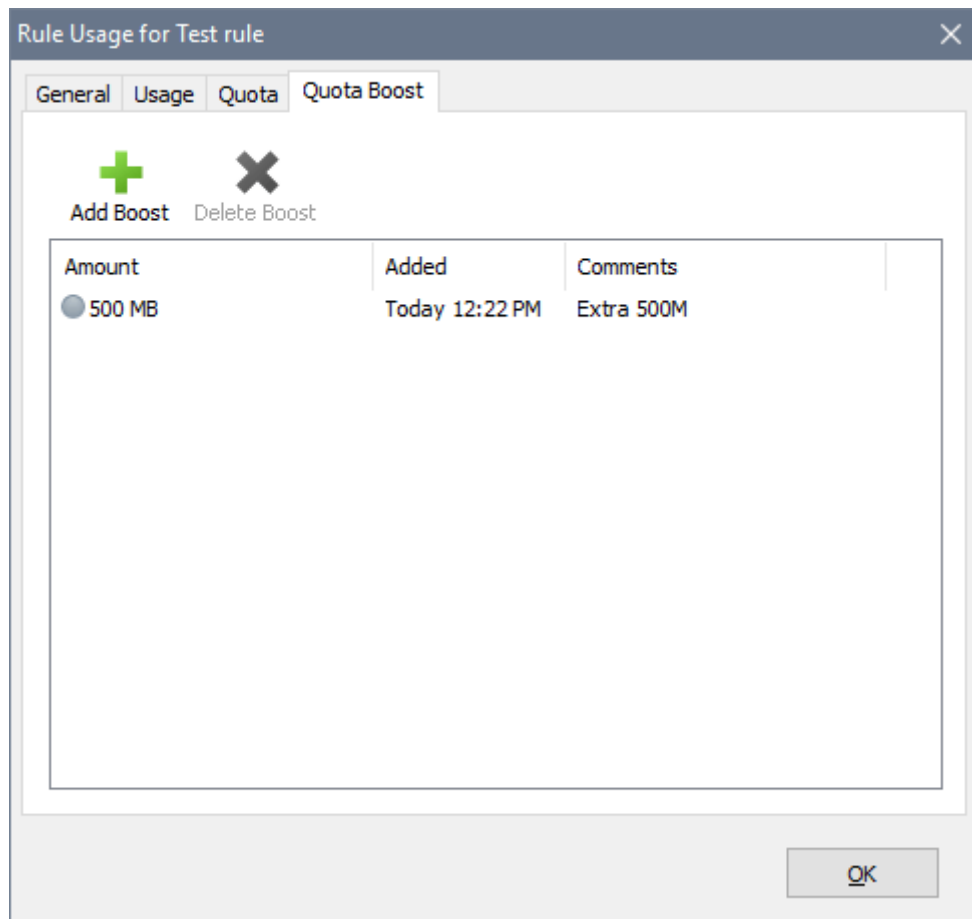 Rule Usage for Test rule
General Usage Quota Quota Boost
Add Boost Delete Boost
Amount Added Comments
500 MB Today 12:22 PM Extra 500M
OK